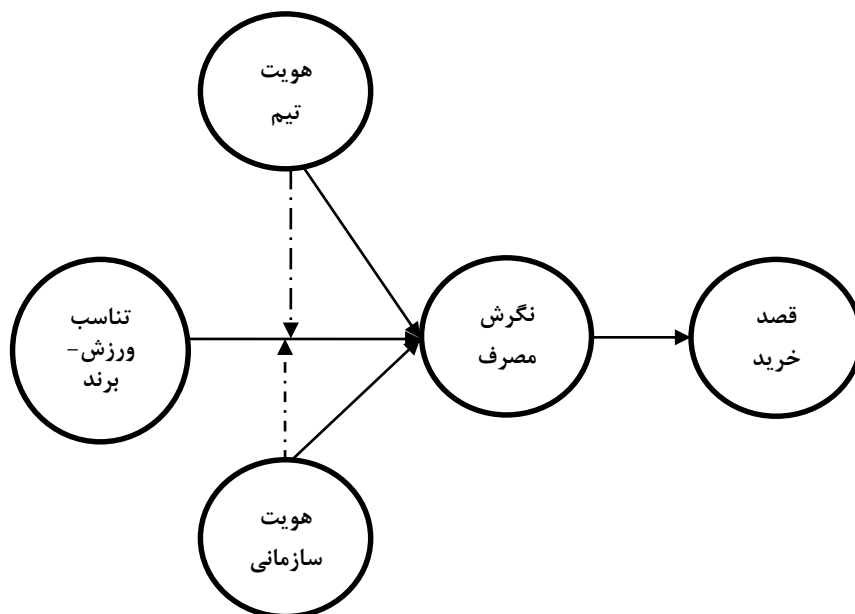 هویت
تیم
تناسب
ورزش–
برند
نگرش
مصرف
قصد
خرید
هویت
سازمانی